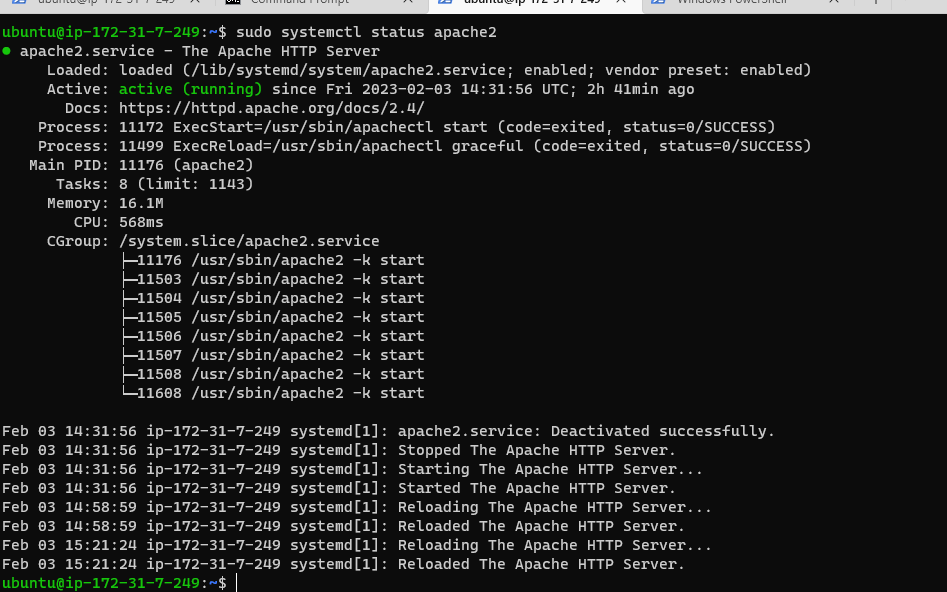 ubuntu@ip-172-31-7-249: ~ Command Prompt ubuntu@ip-172-31-7-249: ~ Windows PowerShell
ubuntu@ip-172-31-7-249:~$ sudo systemctl status apache2
● apache2.service - The Apache HTTP Server
Loaded: loaded (/lib/systemd/system/apache2.service; enabled; vendor preset: enabled)
Active: active (running) since Fri 2023-02-03 14:31:56 UTC; 2h 41min ago
Docs: https://httpd.apache.org/docs/2.4/
Process: 11172 ExecStart=/usr/sbin/apachectl start (code=exited, status=0/SUCCESS)
Process: 11499 ExecReload=/usr/sbin/apachectl graceful (code=exited, status=0/SUCCESS)
Main PID: 11176 (apache2)
Tasks: 8 (limit: 1143)
Memory: 16.1M
CPU: 568ms
CGroup: /system.slice/apache2.service
├─11176 /usr/sbin/apache2 -k start
├─11503 /usr/sbin/apache2 -k start
├─11504 /usr/sbin/apache2 -k start
├─11505 /usr/sbin/apache2 -k start
├─11506 /usr/sbin/apache2 -k start
├─11507 /usr/sbin/apache2 -k start
├─11508 /usr/sbin/apache2 -k start
└─11608 /usr/sbin/apache2 -k start
Feb 03 14:31:56 ip-172-31-7-249 systemd[1]: apache2.service: Deactivated successfully.
Feb 03 14:31:56 ip-172-31-7-249 systemd[1]: Stopped The Apache HTTP Server.
Feb 03 14:31:56 ip-172-31-7-249 systemd[1]: Starting The Apache HTTP Server...
Feb 03 14:31:56 ip-172-31-7-249 systemd[1]: Started The Apache HTTP Server.
Feb 03 14:58:59 ip-172-31-7-249 systemd[1]: Reloading The Apache HTTP Server...
Feb 03 14:58:59 ip-172-31-7-249 systemd[1]: Reloaded The Apache HTTP Server.
Feb 03 15:21:24 ip-172-31-7-249 systemd[1]: Reloading The Apache HTTP Server...
Feb 03 15:21:24 ip-172-31-7-249 systemd[1]: Reloaded The Apache HTTP Server.
ubuntu@ip-172-31-7-249:~$